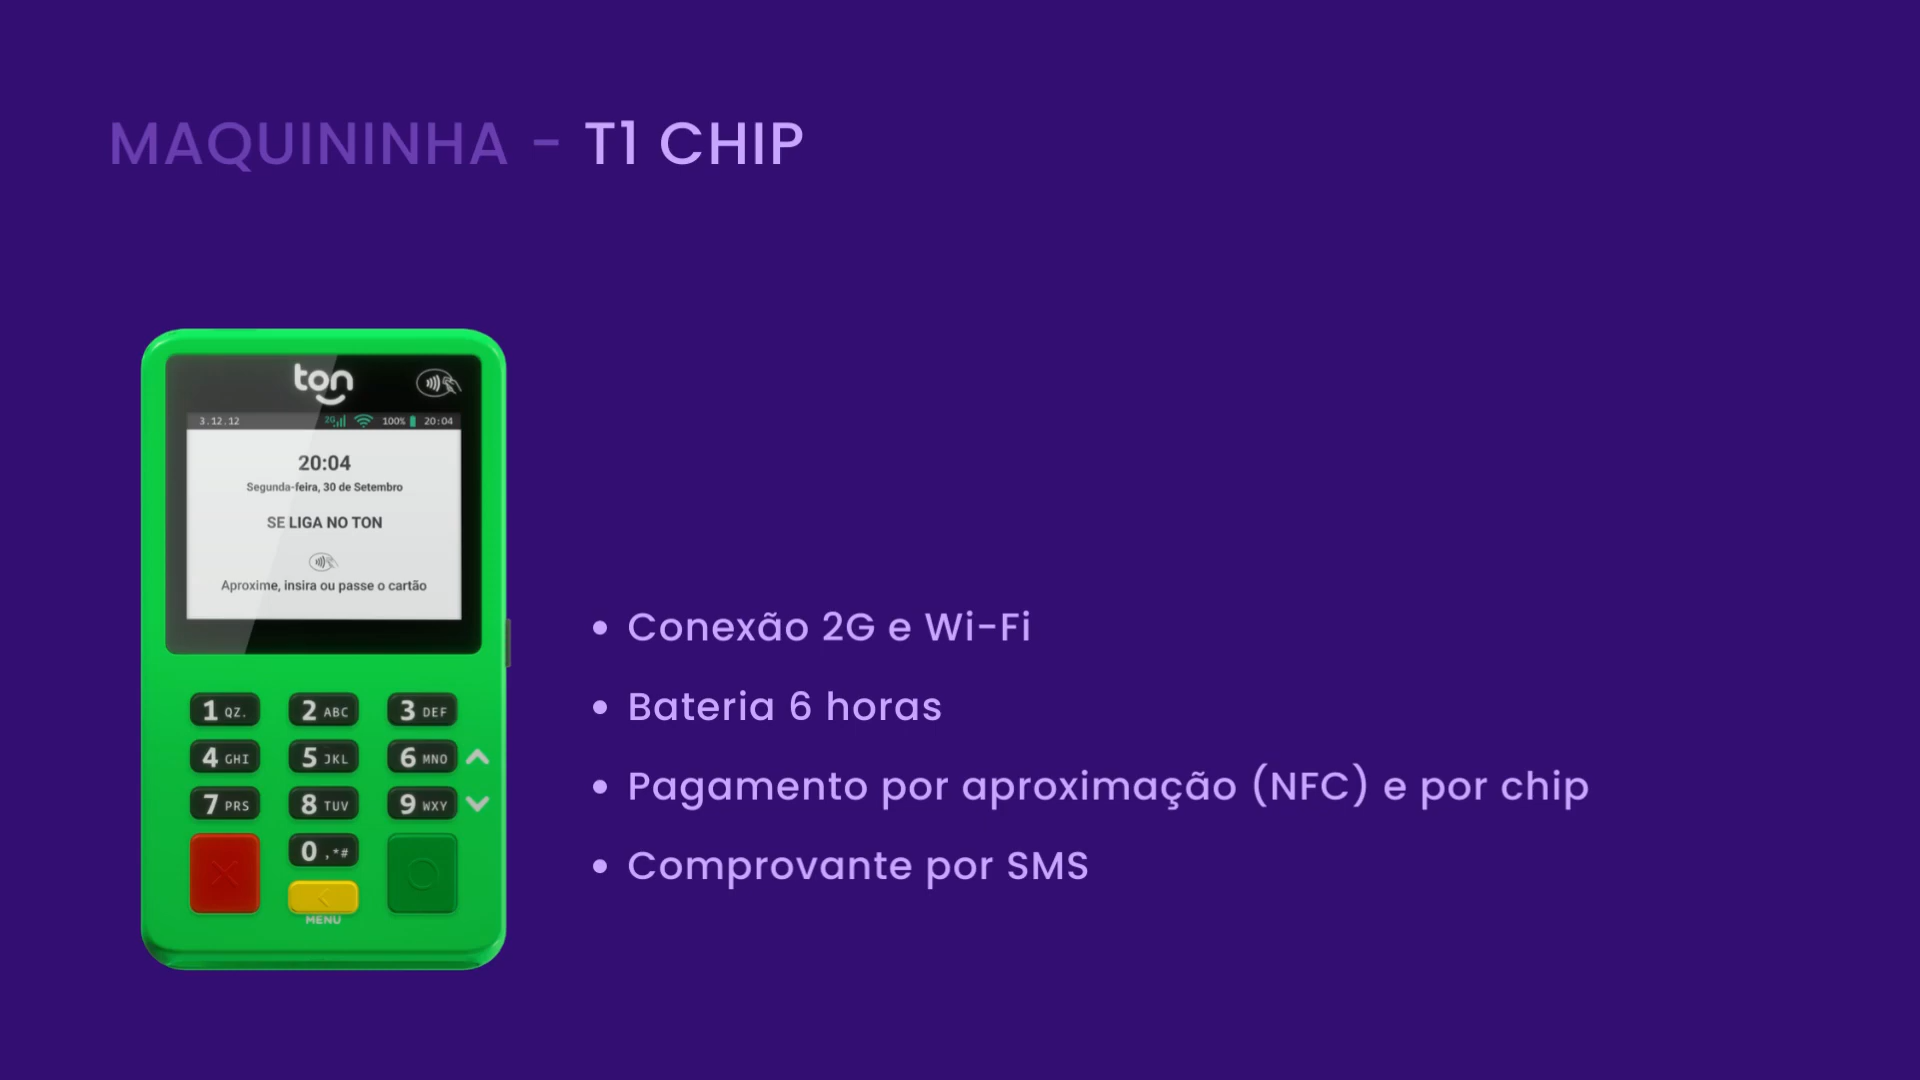 MAQUININHA - T1 CHIP
ton
3.12.12 2G 100% 20:04
20:04
Segunda-feira, 30 de Setembro
SE LIGA NO TON
Aproxime, insira ou passe o cartão
1 QZ. 2 ABC 3 DEF
4 GHI 5 JKL 6 MNO
7 PRS 8 TUV 9 WXY
0 ,*#
MENU
• Conexão 2G e Wi-Fi
• Bateria 6 horas
• Pagamento por aproximação (NFC) e por chip
• Comprovante por SMS